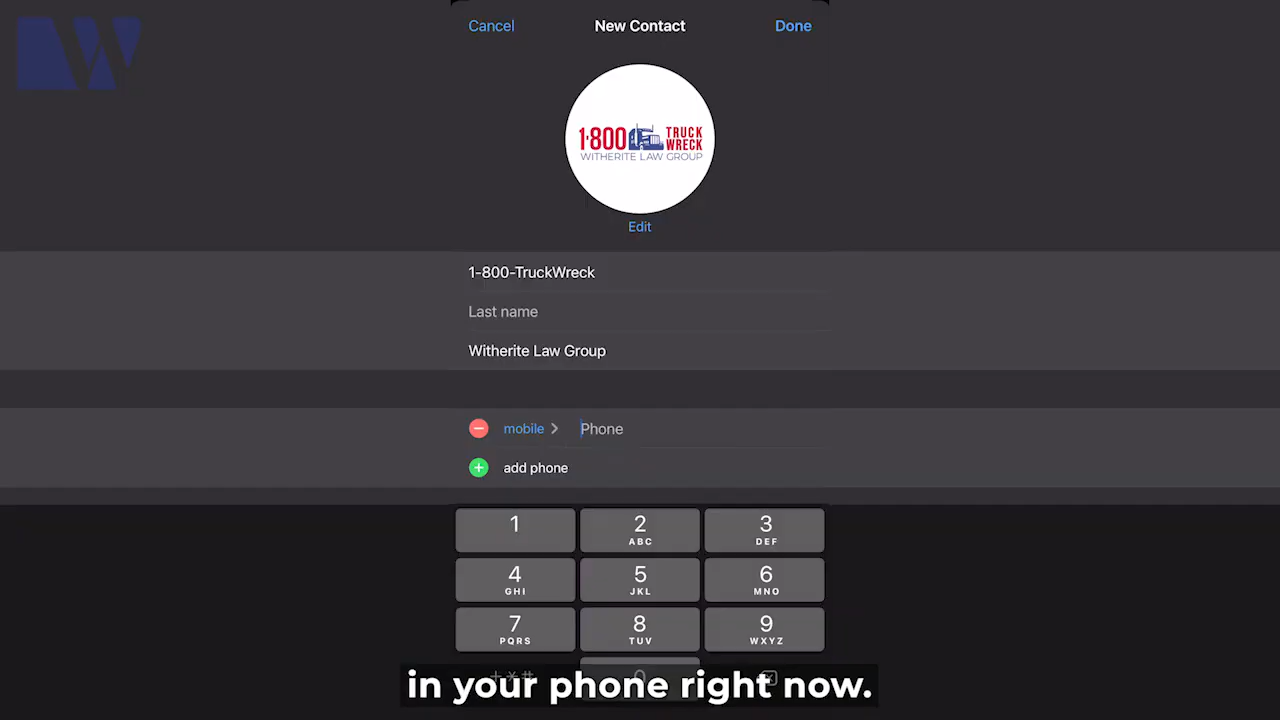 W
Cancel
New Contact
Done
1-800 TRUCK WRECK
WITHERITE LAW GROUP
Edit
1-800-TruckWreck
Last name
Witherite Law Group
mobile
Phone
add phone
1
2
3
ABC
DEF
4
5
6
GHI
JKL
MNO
7
8
9
PQRS
TUV
WXYZ
+ * #
0
in your phone right now.